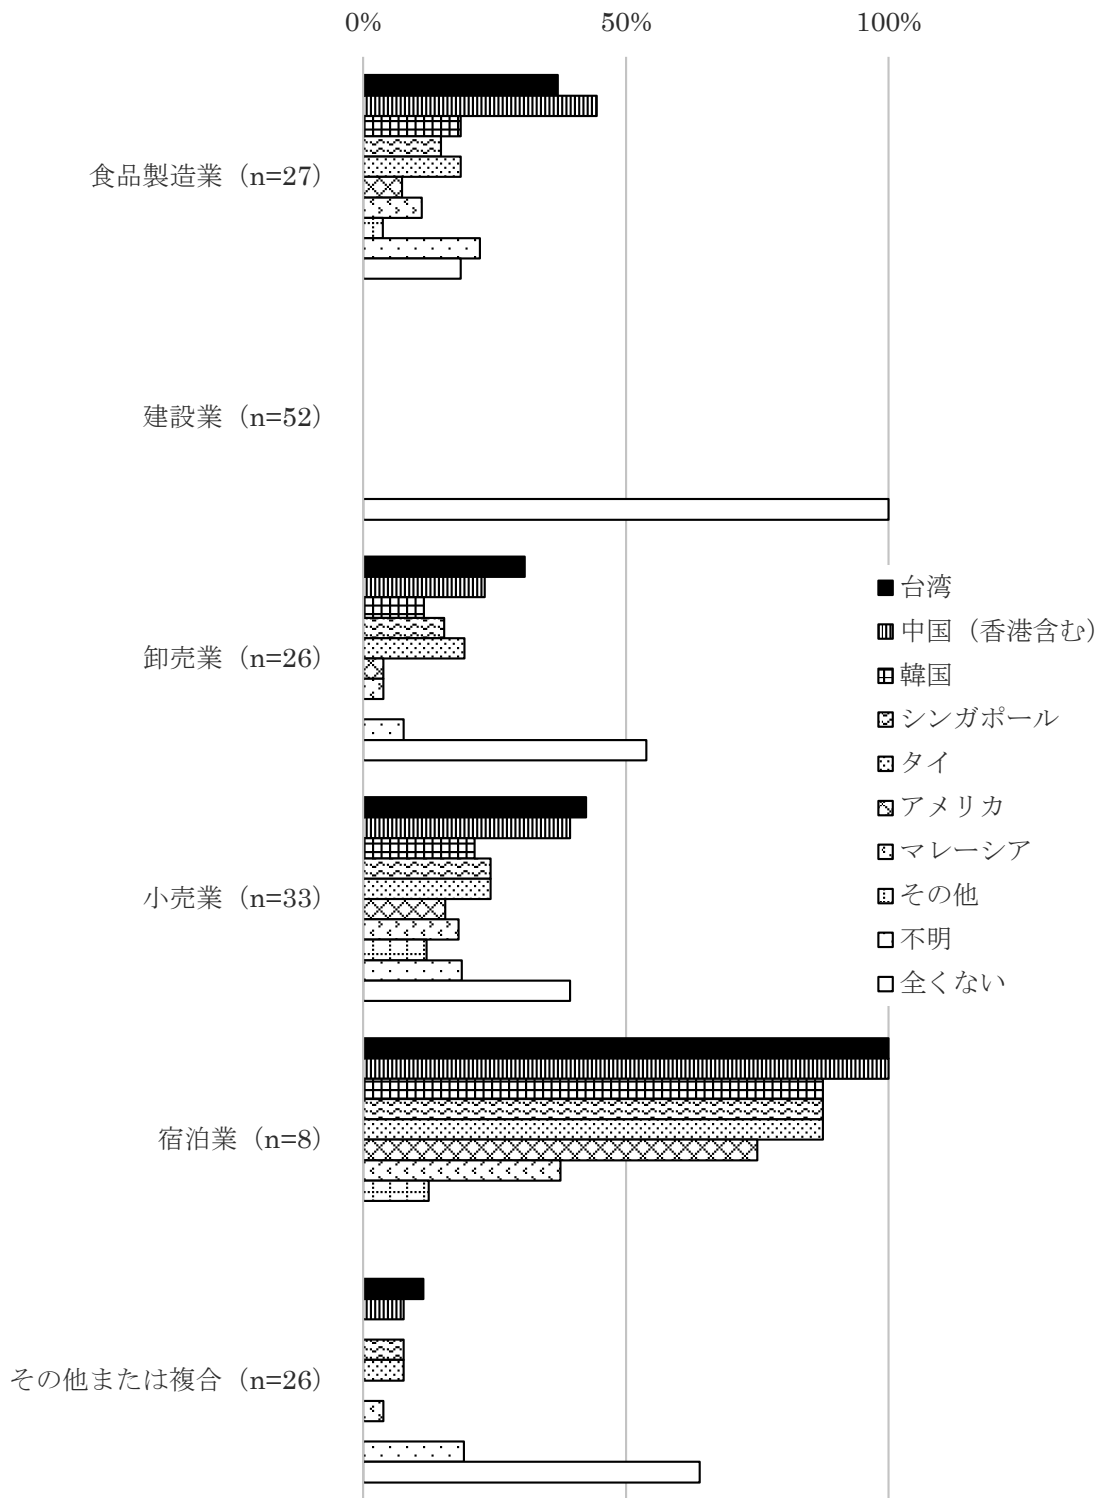 0% 50% 100%
食品製造業（n=27）
建設業（n=52）
卸売業（n=26）
小売業（n=33）
宿泊業（n=8）
その他または複合（n=26）
台湾
中国（香港含む）
韓国
シンガポール
タイ
アメリカ
マレーシア
その他
不明
全くない